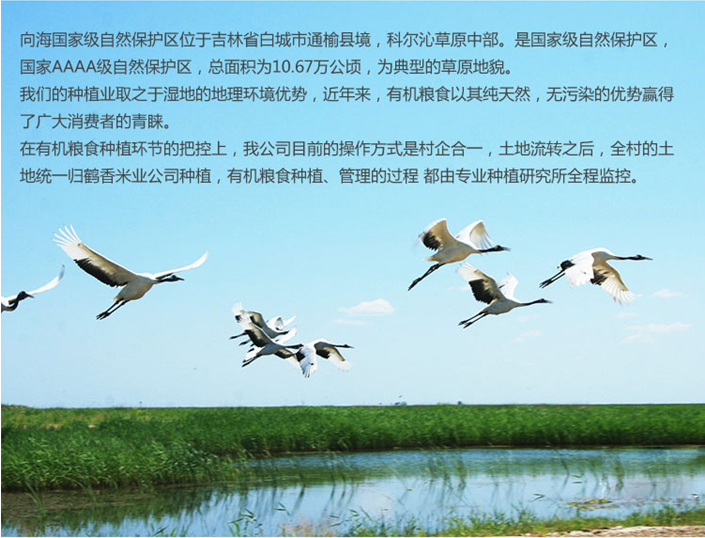 向海国家级自然保护区位于吉林省白城市通榆县境，科尔沁草原中部。是国家级自然保护区，
国家AAAA级自然保护区，总面积为10.67万公顷，为典型的草原地貌。
我们的种植业取之于湿地的地理环境优势，近年来，有机粮食以其纯天然，无污染的优势赢得
了广大消费者的青睐。
在有机粮食种植环节的把控上，我公司目前的操作方式是村企合一，土地流转之后，全村的土
地统一归鹤香米业公司种植，有机粮食种植、管理的过程 都由专业种植研究所全程监控。